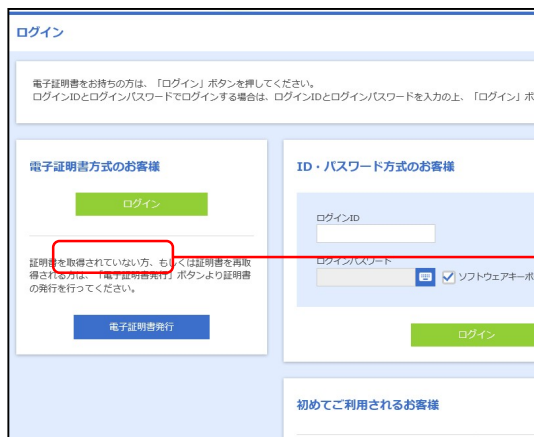 ログイン
電子証明書をお持ちの方は、「ログイン」ボタンを押してください。
ログインIDとログインパスワードでログインする場合は、ログインIDとログインパスワードを入力の上、「ログイン」ボ
電子証明書方式のお客様
ログイン
証明書を取得されていない方、もしくは証明書を再取
得される方は、「電子証明書発行」ボタンより証明書
の発行を行ってください。
電子証明書発行
ID・パスワード方式のお客様
ログインID
ログインパスワード
ソフトウェアキーボ
ログイン
初めてご利用されるお客様